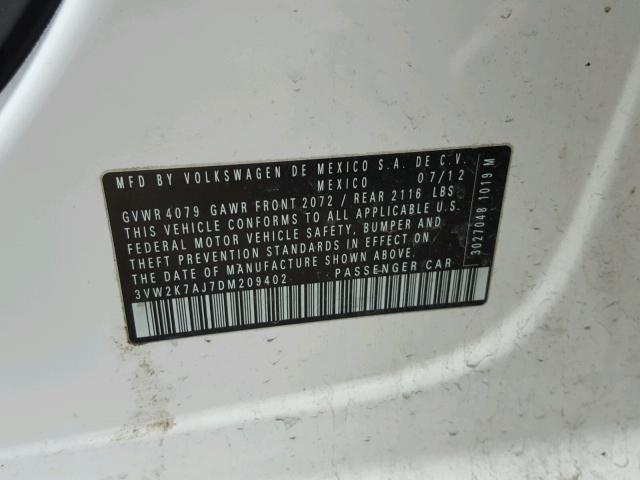 MFD BY VOLKSWAGEN DE MEXICO S.A. DE C.V.
MEXICO 07/12
GVWR 4079 GAWR FRONT 2072 / REAR 2116 LBS
THIS VEHICLE CONFORMS TO ALL APPLICABLE U.S.
FEDERAL MOTOR VEHICLE SAFETY, BUMPER AND
THEFT PREVENTION STANDARDS IN EFFECT ON
THE DATE OF MANUFACTURE SHOWN ABOVE.
3VW2K7AJ7DM209402 PASSENGER CAR
3027048 1019 M